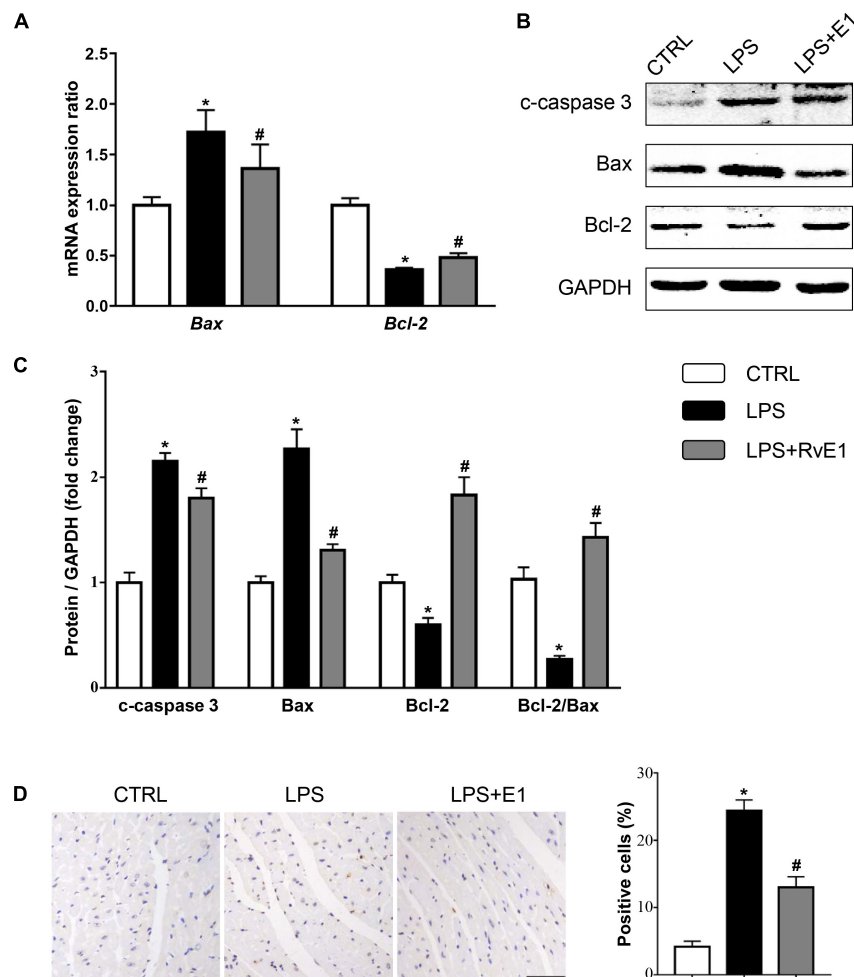 A
mRNA expression ratio
2.5
2.0
1.5
1.0
0.5
0.0
*
#
*
#
Bax
Bcl-2
B
CTRL
LPS
LPS+E1
c-caspase 3
Bax
Bcl-2
GAPDH
C
Protein / GAPDH (fold change)
3
2
1
0
*
#
*
#
*
#
*
#
c-caspase 3
Bax
Bcl-2
Bcl-2/Bax
CTRL
LPS
LPS+RvE1
D
CTRL
LPS
LPS+E1
Positive cells (%)
30
20
10
0
*
#